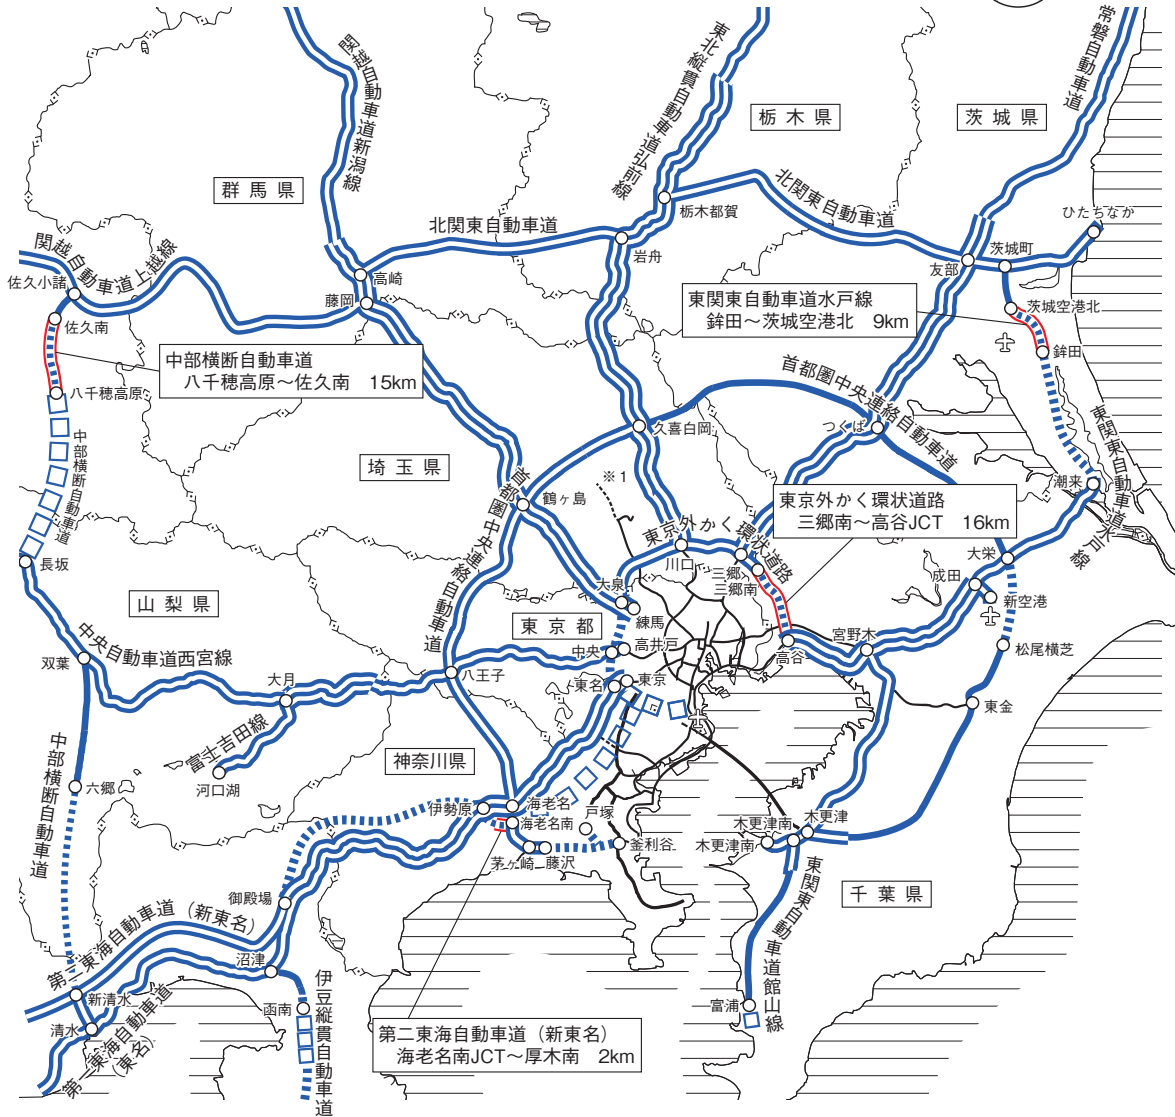 関越自動車道新潟線
東北縦貫自動車道弘前線
常磐自動車道
栃木県
茨城県
群馬県
栃木都賀
北関東自動車道
ひたちなか
北関東自動車道
関越自動車道上越線
岩舟
茨城町
友部
佐久小諸
高崎
藤岡
佐久南
東関東自動車道水戸線
鉾田～茨城空港北 9km
茨城空港北
鉾田
中部横断自動車道
八千穂高原～佐久南 15km
八千穂高原
首都圏中央連絡自動車道
つくば
久喜白岡
中部横断自動車道
埼玉県
※1
東関東自動車道水戸線
潮来
首都圏中央連絡自動車道
鶴ヶ島
東京外かく環状道路
三郷南～高谷JCT 16km
東京外かく環状道路
川口
三郷
三郷南
大栄
成田
新空港
長坂
大泉
練馬
山梨県
東京都
中央自動車道西宮線
双葉
中央
高井戸
高谷
宮野木
松尾横芝
大月
八王子
東名
東京
東金
富士吉田線
河口湖
中部横断自動車道
六郷
神奈川県
伊勢原
海老名
海老名南
戸塚
釜利谷
茅ヶ崎
藤沢
木更津南
木更津
木更津南
東関東自動車道館山線
千葉県
御殿場
第二東海自動車道（新東名）
沼津
新清水
清水
第一東海自動車道
（東名）
函南
伊豆縦貫自動車道
第二東海自動車道（新東名）
海老名南JCT～厚木南 2km
富浦